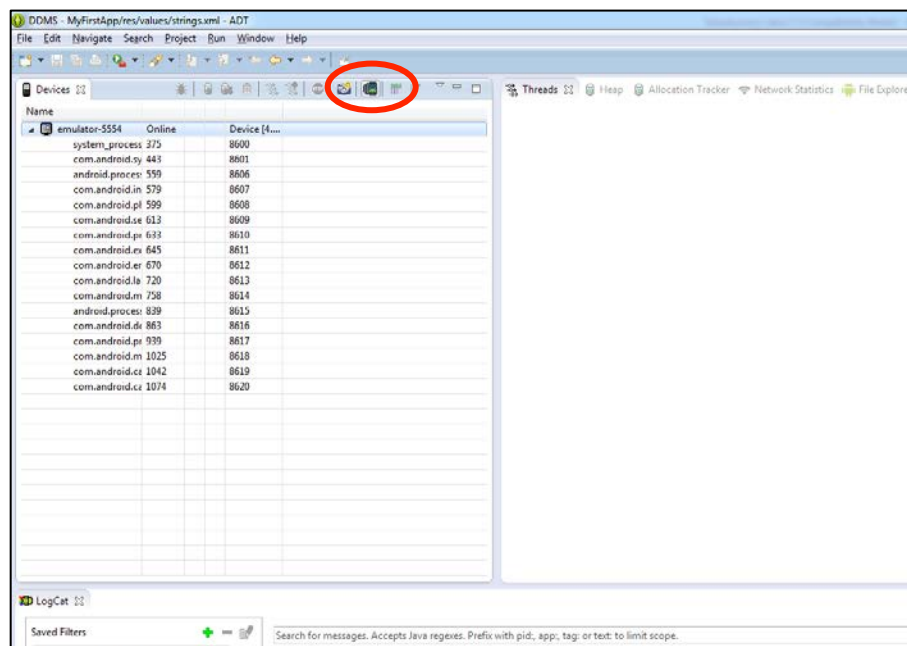 DDMS - MyFirstApp/res/values/strings.xml - ADT
File Edit Navigate Search Project Run Window Help
Devices
Threads Heap Allocation Tracker Network Statistics File Explore
Name
emulator-5554 Online Device [4....
system_process 375 8600
com.android.sy 443 8601
android.proces: 559 8606
com.android.in 579 8607
com.android.pl 599 8608
com.android.se 613 8609
com.android.pr 633 8610
com.android.ex 645 8611
com.android.er 670 8612
com.android.la 720 8613
com.android.m 758 8614
android.proces: 839 8615
com.android.de 863 8616
com.android.pr 939 8617
com.android.m 1025 8618
com.android.ca 1042 8619
com.android.ca 1074 8620
LogCat
Saved Filters
Search for messages. Accepts Java regexes. Prefix with pid:, app:, tag: or text: to limit scope.